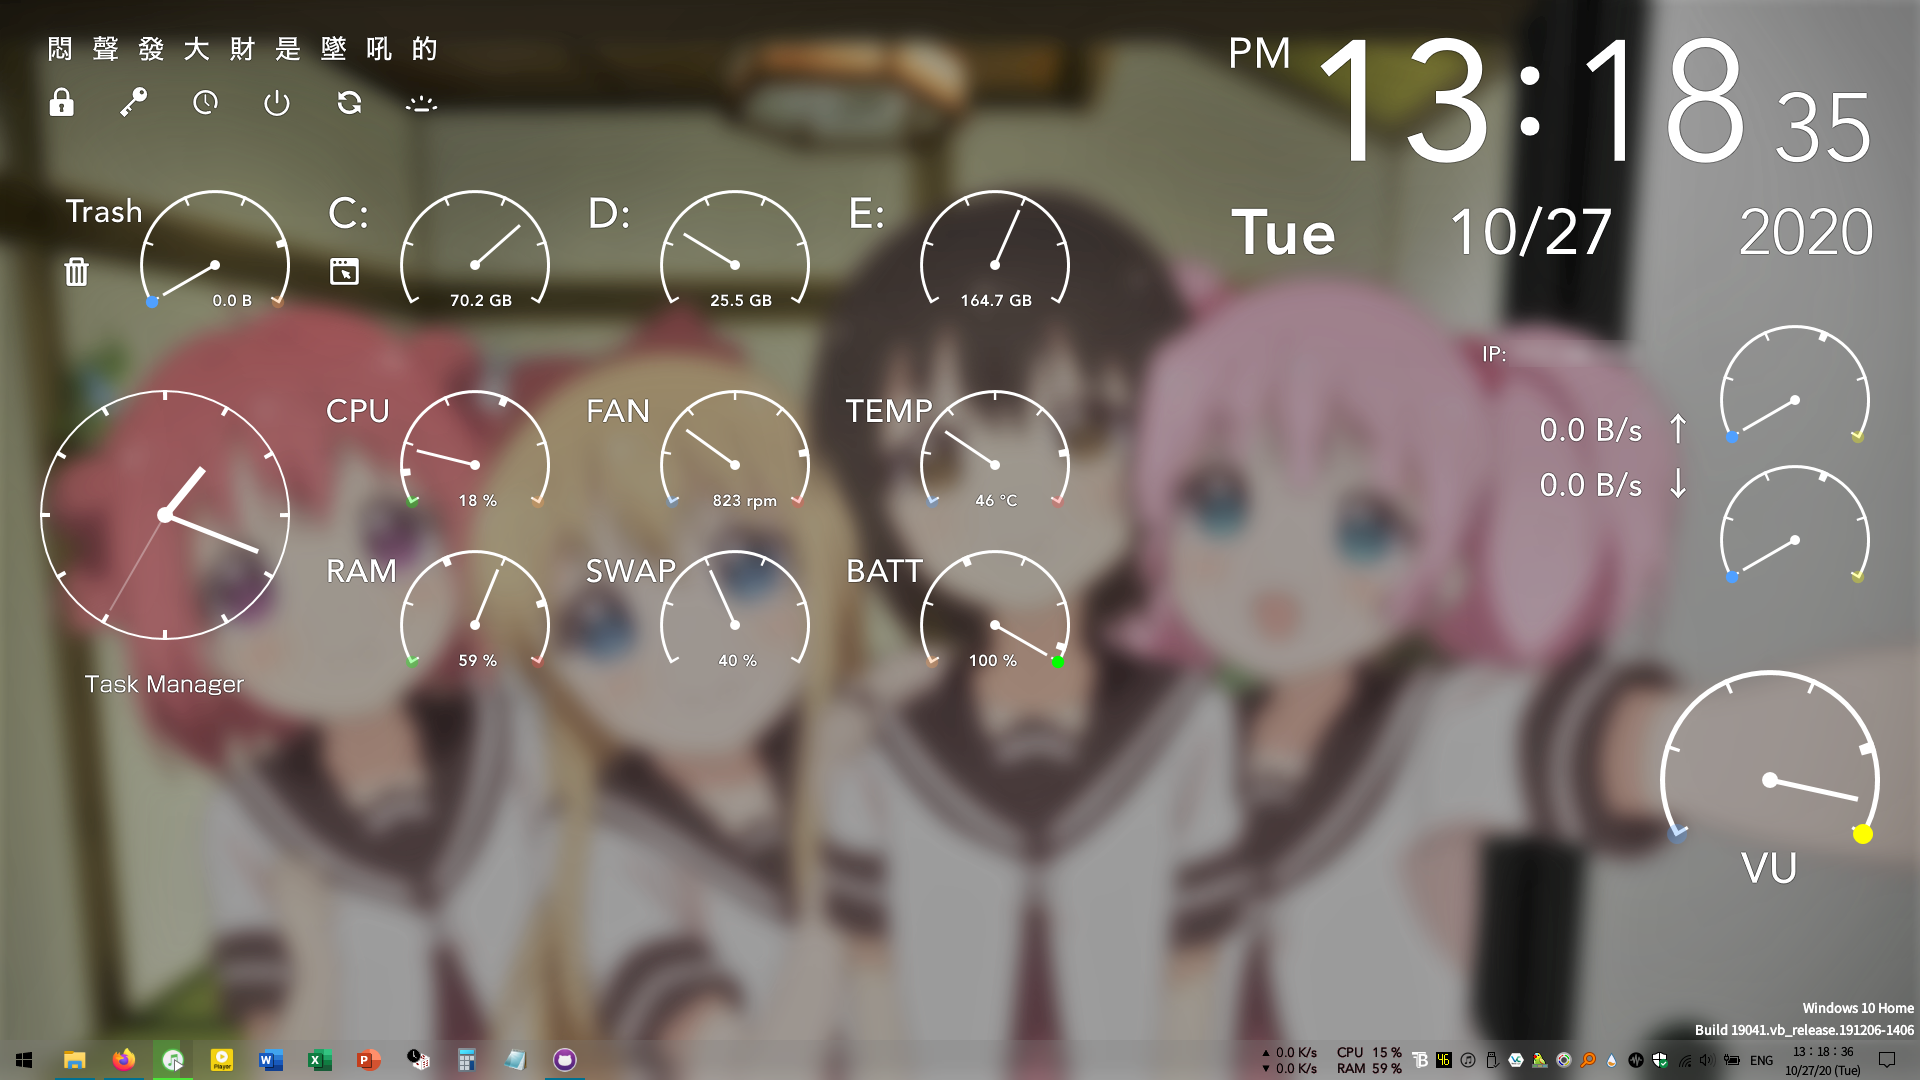 悶聲發大財是墜吼的
PM 13:18 35
Tue 10/27 2020
Trash
0.0 B
C:
70.2 GB
D:
25.5 GB
E:
164.7 GB
IP:
CPU
18 %
FAN
823 rpm
TEMP
46 °C
0.0 B/s ↑
0.0 B/s ↓
RAM
59 %
SWAP
40 %
BATT
100 %
Task Manager
VU
Windows 10 Home
Build 19041.vb_release.191206-1406
▲ 0.0 K/s CPU 15 %
▼ 0.0 K/s RAM 59 %
46
ENG
13 : 18 : 36
10/27/20 (Tue)
Player